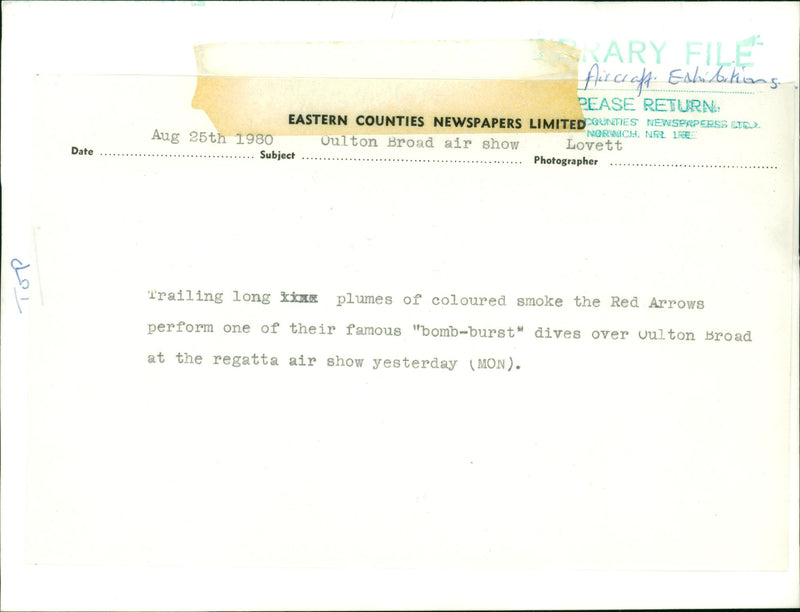 LIBRARY FILE
Aircraft Exhibitions.
PLEASE RETURN
COUNTIES NEWSPAPERS LTD.
NORWICH. NR1 1RE
EASTERN COUNTIES NEWSPAPERS LIMITED
Date Aug 25th 1980 Subject Oulton Broad air show Photographer Lovett
TOP
Trailing long plumes of coloured smoke the Red Arrows
perform one of their famous "bomb-burst" dives over Oulton Broad
at the regatta air show yesterday (MON).